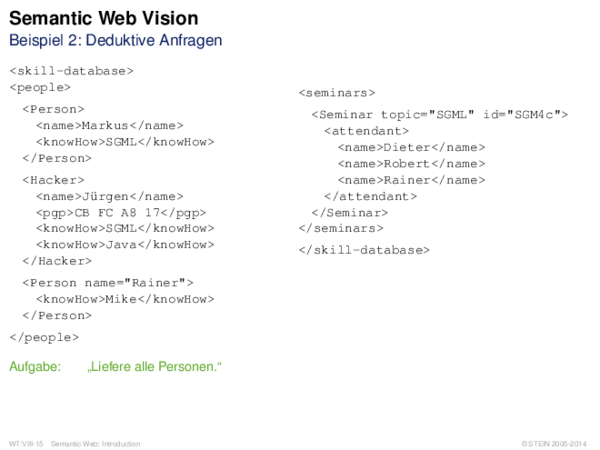 Semantic Web Vision
Beispiel 2: Deduktive Anfragen
<skill-database>
<people>
<Person>
<name>Markus</name>
<knowHow>SGML</knowHow>
</Person>
<Hacker>
<name>Jürgen</name>
<pgp>CB FC A8 17</pgp>
<knowHow>SGML</knowHow>
<knowHow>Java</knowHow>
</Hacker>
<Person name="Rainer">
<knowHow>Mike</knowHow>
</Person>
</people>
<seminars>
<Seminar topic="SGML" id="SGM4c">
<attendant>
<name>Dieter</name>
<name>Robert</name>
<name>Rainer</name>
</attendant>
</Seminar>
</seminars>
</skill-database>
Aufgabe: „Liefere alle Personen.“
WT:VIII-15 Semantic Web: Introduction
© STEIN 2005-2014